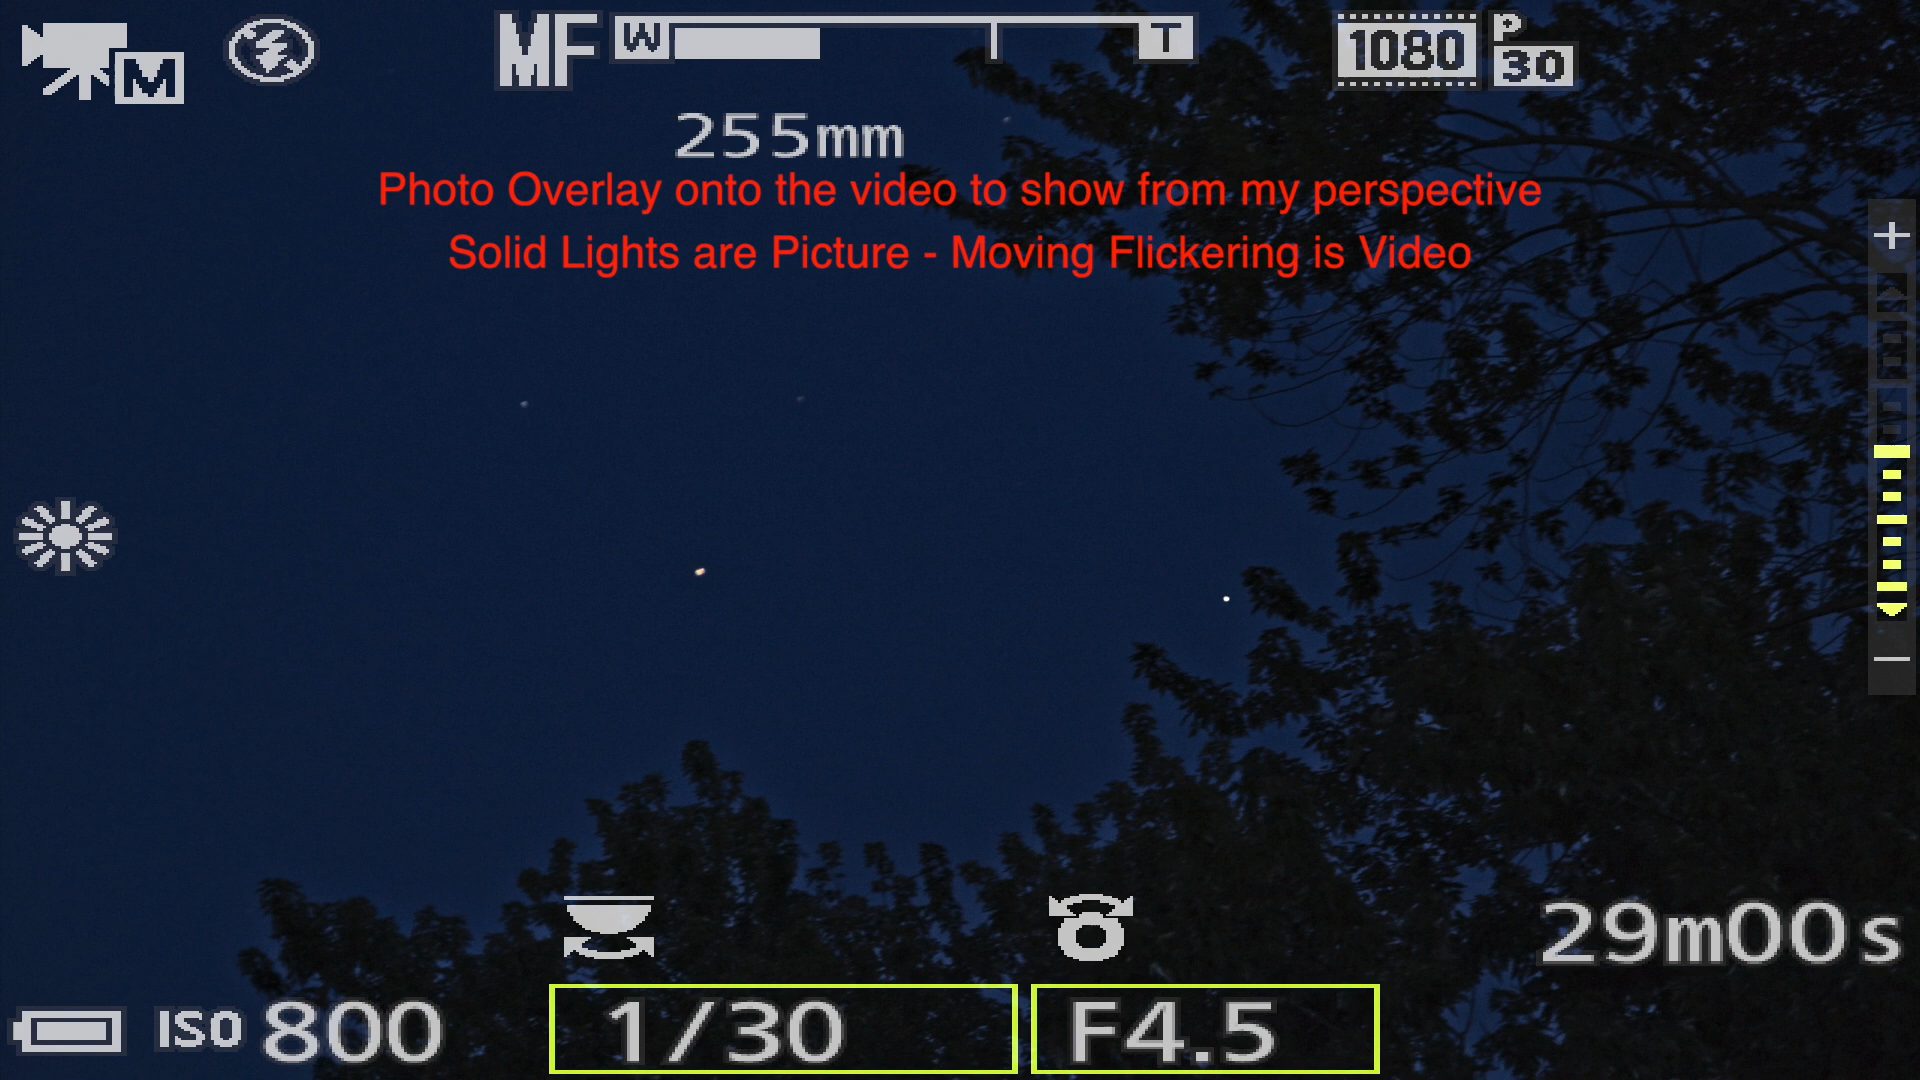 M
MF W T 1080 P 30
255mm
Photo Overlay onto the video to show from my perspective
Solid Lights are Picture - Moving Flickering is Video
+
−
29m00s
ISO 800 1/30 F4.5